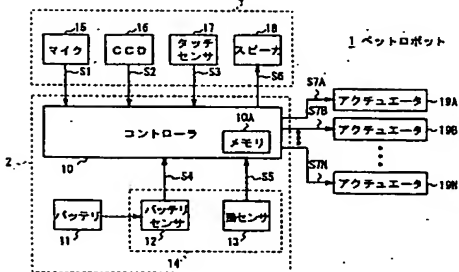 15
16
17
18
マイク
CCD
タッチ
センサ
スピーカ
1 ペットロボット
S1
S2
S3
S6
S7A
アクチュエータ
19A
S7B
アクチュエータ
19B
S7N
アクチュエータ
19N
コントローラ
10A
メモリ
2
10
S4
S5
バッテリ
バッテリ
センサ
熱センサ
11
12
13
14